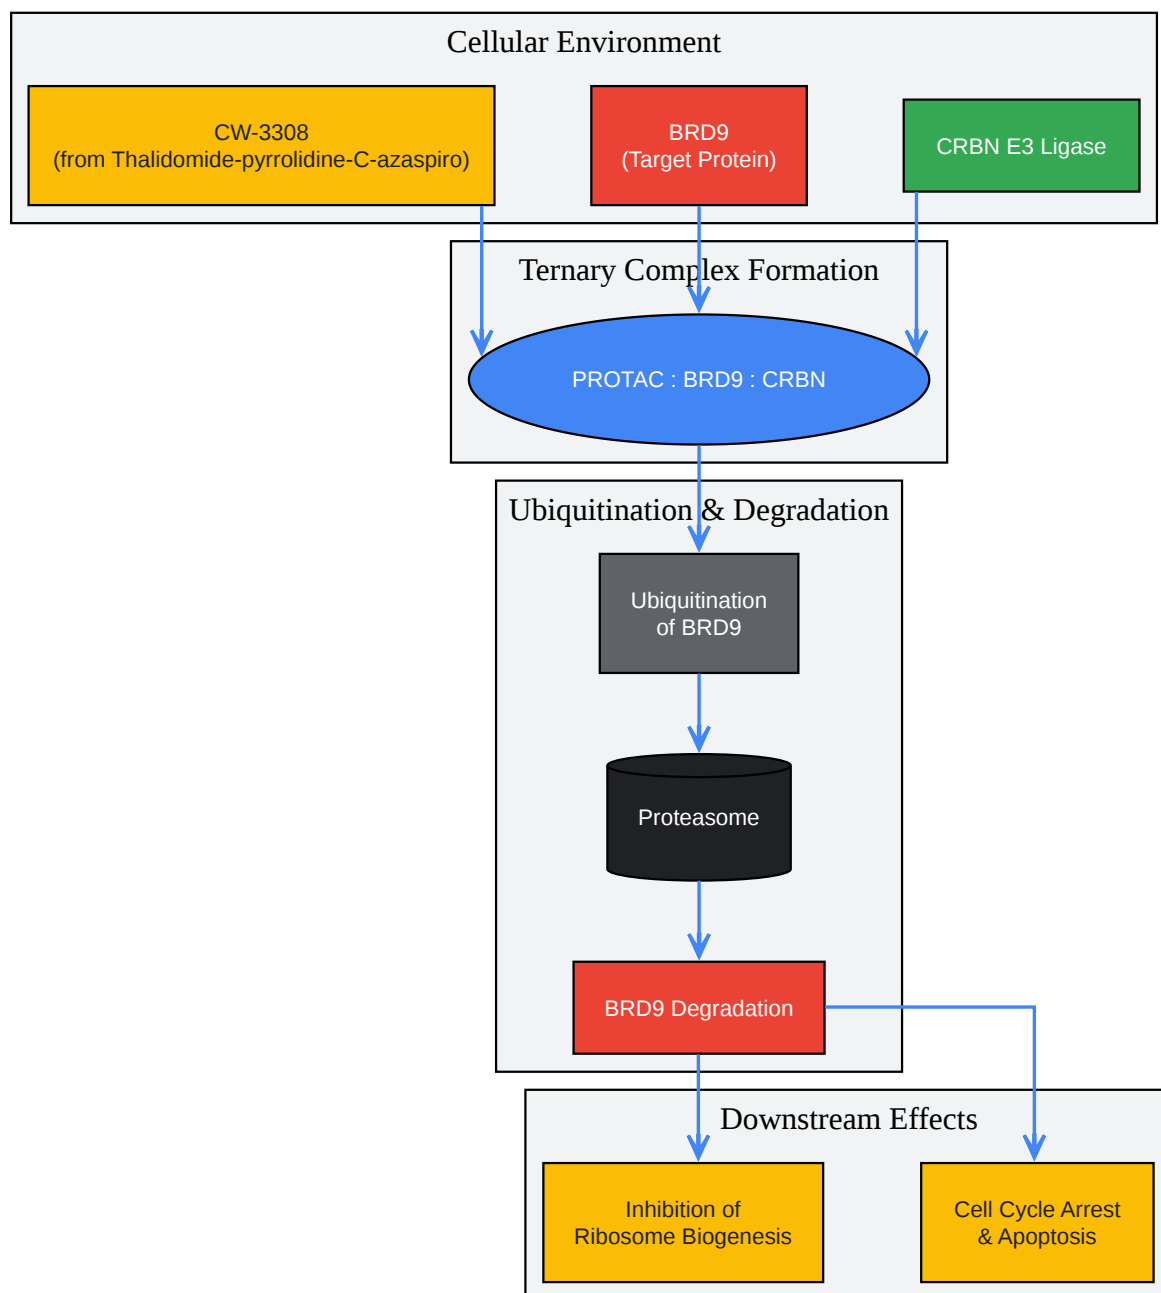 Cellular Environment
CW-3308
(from Thalidomide-pyrrolidine-C-azaspiro)
BRD9
(Target Protein)
CRBN E3 Ligase
Ternary Complex Formation
PROTAC : BRD9 : CRBN
Ubiquitination & Degradation
Ubiquitination
of BRD9
Proteasome
BRD9 Degradation
Downstream Effects
Inhibition of
Ribosome Biogenesis
Cell Cycle Arrest
& Apoptosis